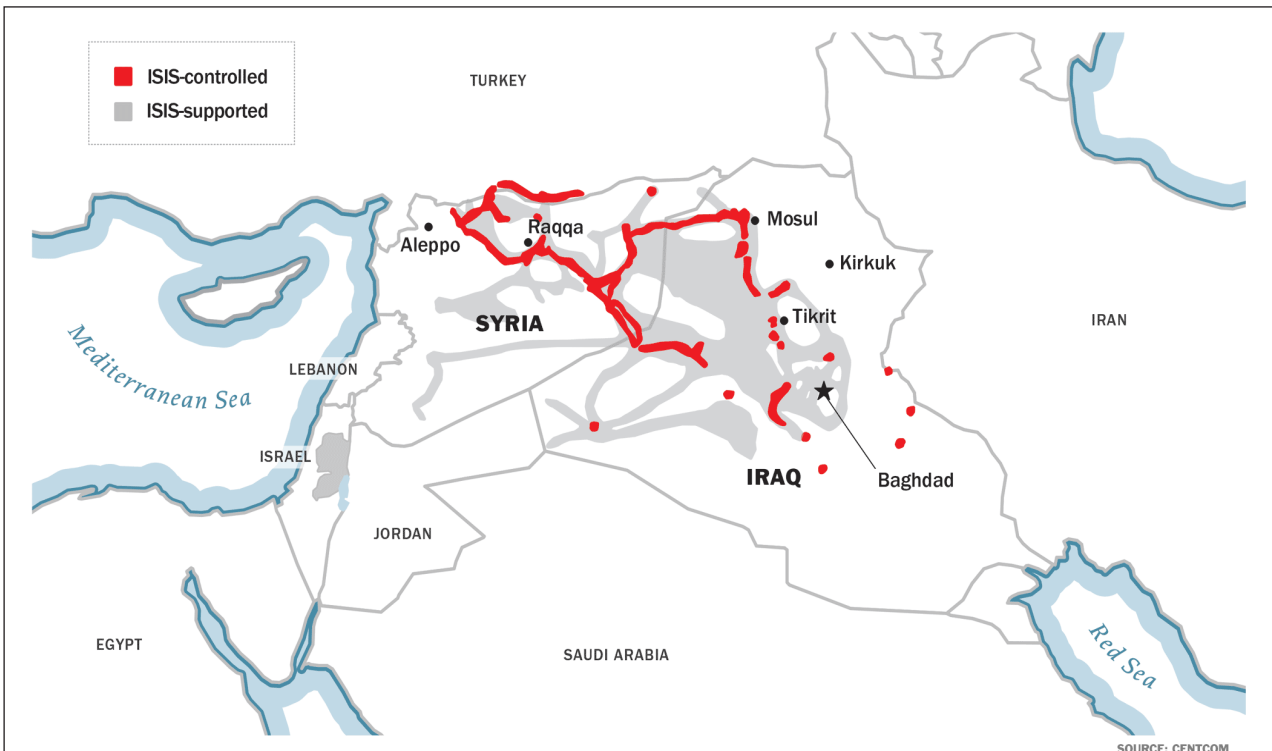 ISIS-controlled
ISIS-supported
TURKEY
Mosul
Raqqa
Aleppo
Kirkuk
Tikrit
SYRIA
IRAN
Mediterranean Sea
LEBANON
ISRAEL
IRAQ
Baghdad
JORDAN
EGYPT
SAUDI ARABIA
Red Sea
SOURCE: CENTCOM